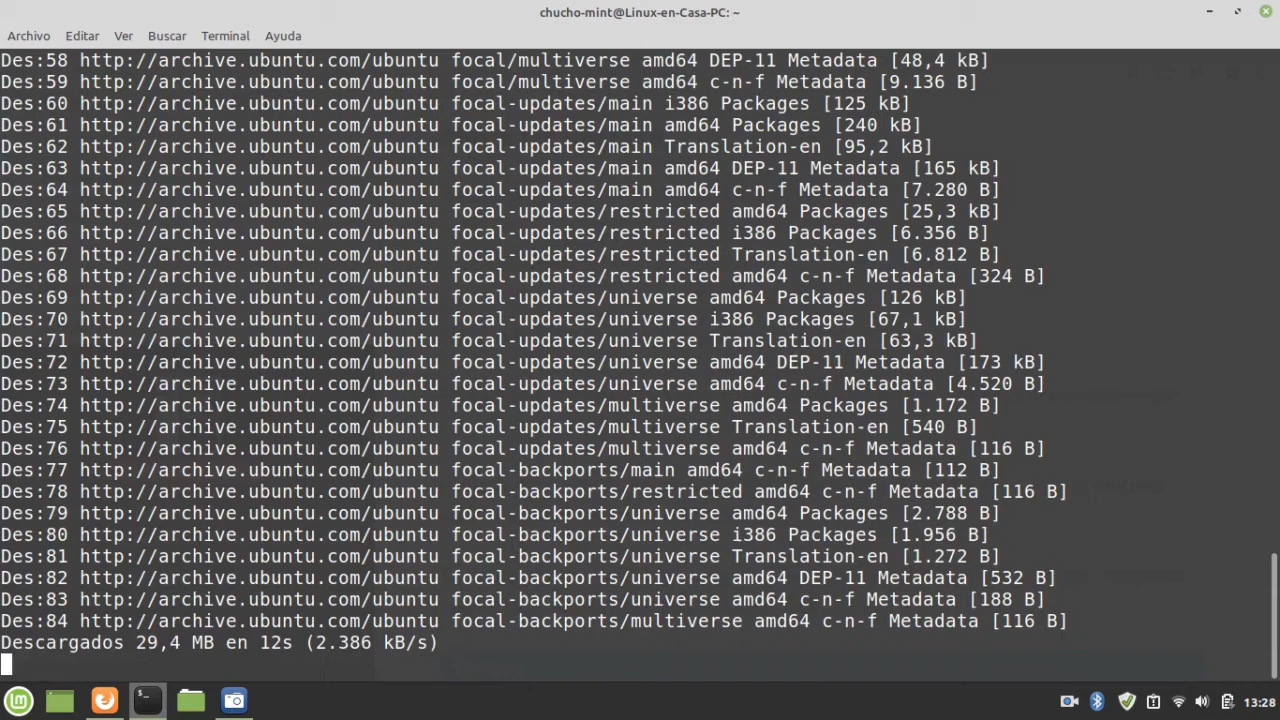 chucho-mint@Linux-en-Casa-PC: ~
Archivo Editar Ver Buscar Terminal Ayuda
Des:58 http://archive.ubuntu.com/ubuntu focal/multiverse amd64 DEP-11 Metadata [48,4 kB]
Des:59 http://archive.ubuntu.com/ubuntu focal/multiverse amd64 c-n-f Metadata [9.136 B]
Des:60 http://archive.ubuntu.com/ubuntu focal-updates/main i386 Packages [125 kB]
Des:61 http://archive.ubuntu.com/ubuntu focal-updates/main amd64 Packages [240 kB]
Des:62 http://archive.ubuntu.com/ubuntu focal-updates/main Translation-en [95,2 kB]
Des:63 http://archive.ubuntu.com/ubuntu focal-updates/main amd64 DEP-11 Metadata [165 kB]
Des:64 http://archive.ubuntu.com/ubuntu focal-updates/main amd64 c-n-f Metadata [7.280 B]
Des:65 http://archive.ubuntu.com/ubuntu focal-updates/restricted amd64 Packages [25,3 kB]
Des:66 http://archive.ubuntu.com/ubuntu focal-updates/restricted i386 Packages [6.356 B]
Des:67 http://archive.ubuntu.com/ubuntu focal-updates/restricted Translation-en [6.812 B]
Des:68 http://archive.ubuntu.com/ubuntu focal-updates/restricted amd64 c-n-f Metadata [324 B]
Des:69 http://archive.ubuntu.com/ubuntu focal-updates/universe amd64 Packages [126 kB]
Des:70 http://archive.ubuntu.com/ubuntu focal-updates/universe i386 Packages [67,1 kB]
Des:71 http://archive.ubuntu.com/ubuntu focal-updates/universe Translation-en [63,3 kB]
Des:72 http://archive.ubuntu.com/ubuntu focal-updates/universe amd64 DEP-11 Metadata [173 kB]
Des:73 http://archive.ubuntu.com/ubuntu focal-updates/universe amd64 c-n-f Metadata [4.520 B]
Des:74 http://archive.ubuntu.com/ubuntu focal-updates/multiverse amd64 Packages [1.172 B]
Des:75 http://archive.ubuntu.com/ubuntu focal-updates/multiverse Translation-en [540 B]
Des:76 http://archive.ubuntu.com/ubuntu focal-updates/multiverse amd64 c-n-f Metadata [116 B]
Des:77 http://archive.ubuntu.com/ubuntu focal-backports/main amd64 c-n-f Metadata [112 B]
Des:78 http://archive.ubuntu.com/ubuntu focal-backports/restricted amd64 c-n-f Metadata [116 B]
Des:79 http://archive.ubuntu.com/ubuntu focal-backports/universe amd64 Packages [2.788 B]
Des:80 http://archive.ubuntu.com/ubuntu focal-backports/universe i386 Packages [1.956 B]
Des:81 http://archive.ubuntu.com/ubuntu focal-backports/universe Translation-en [1.272 B]
Des:82 http://archive.ubuntu.com/ubuntu focal-backports/universe amd64 DEP-11 Metadata [532 B]
Des:83 http://archive.ubuntu.com/ubuntu focal-backports/universe amd64 c-n-f Metadata [188 B]
Des:84 http://archive.ubuntu.com/ubuntu focal-backports/multiverse amd64 c-n-f Metadata [116 B]
Descargados 29,4 MB en 12s (2.386 kB/s)
13:28